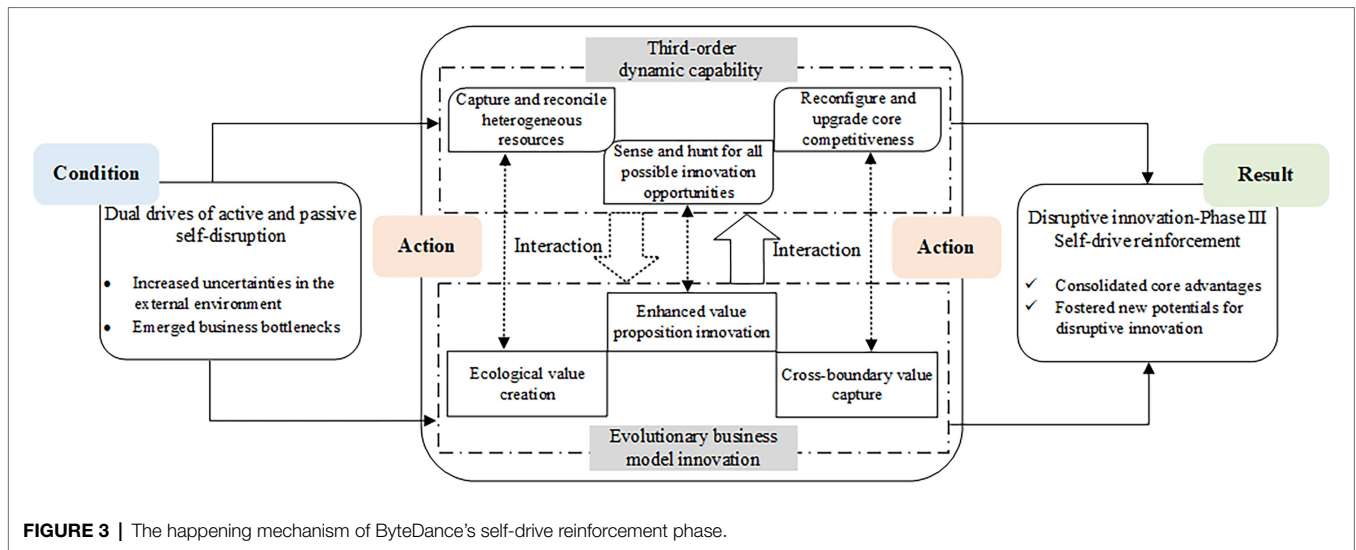 Third-order
dynamic capability
Capture and reconcile
heterogeneous
resources
Reconfigure and
upgrade core
competitiveness
Sense and hunt for all
possible innovation
opportunities
Condition
Dual drives of active and passive
self-disruption
• Increased uncertainties in the
external environment
• Emerged business bottlenecks
Action
Interaction
Interaction
Action
Enhanced value
proposition innovation
Ecological value
creation
Cross-boundary value
capture
Evolutionary business
model innovation
Result
Disruptive innovation-Phase III
Self-drive reinforcement
✓ Consolidated core advantages
✓ Fostered new potentials for
disruptive innovation
FIGURE 3 | The happening mechanism of ByteDance's self-drive reinforcement phase.